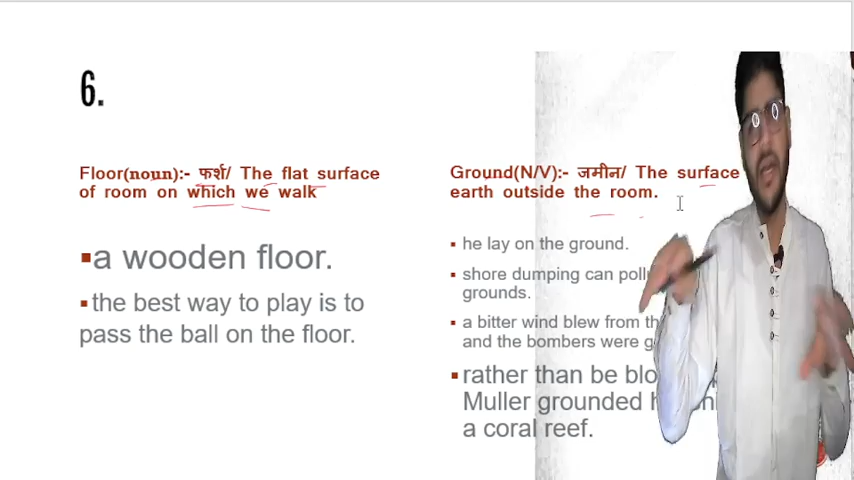 6.
Floor(noun):- फर्श/ The flat surface
of room on which we walk
▪a wooden floor.
▪the best way to play is to
pass the ball on the floor.
Ground(N/V):- जमीन/ The surface
earth outside the room.
▪ he lay on the ground.
▪ shore dumping can
grounds.
▪ a bitter wind blew from
and the bombers were
▪rather than be
Muller grounded
a coral reef.